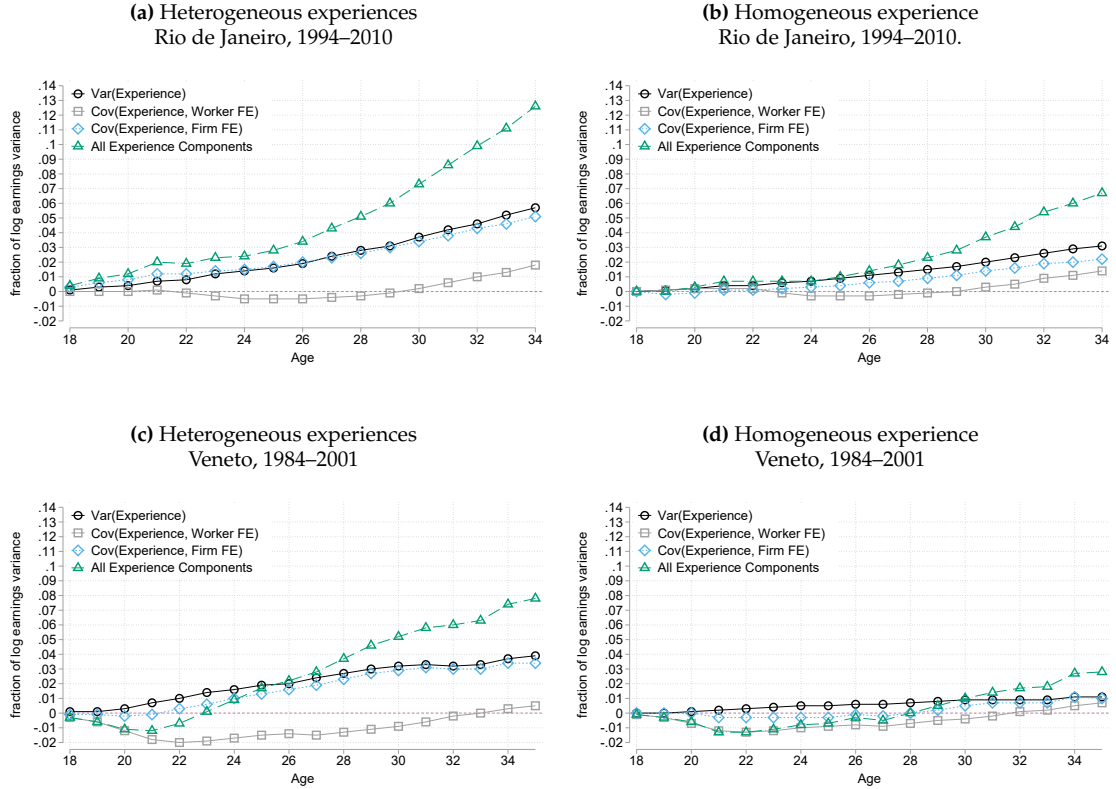 (a) Heterogeneous experiences
Rio de Janeiro, 1994–2010
fraction of log earnings variance
.14
.13
.12
.11
.1
.09
.08
.07
.06
.05
.04
.03
.02
.01
0
-.01
-.02
Var(Experience)
Cov(Experience, Worker FE)
Cov(Experience, Firm FE)
All Experience Components
18 20 22 24 26 28 30 32 34
Age
(b) Homogeneous experience
Rio de Janeiro, 1994–2010.
fraction of log earnings variance
.14
.13
.12
.11
.1
.09
.08
.07
.06
.05
.04
.03
.02
.01
0
-.01
-.02
Var(Experience)
Cov(Experience, Worker FE)
Cov(Experience, Firm FE)
All Experience Components
18 20 22 24 26 28 30 32 34
Age
(c) Heterogeneous experiences
Veneto, 1984–2001
fraction of log earnings variance
.14
.13
.12
.11
.1
.09
.08
.07
.06
.05
.04
.03
.02
.01
0
-.01
-.02
Var(Experience)
Cov(Experience, Worker FE)
Cov(Experience, Firm FE)
All Experience Components
18 20 22 24 26 28 30 32 34
Age
(d) Homogeneous experience
Veneto, 1984–2001
fraction of log earnings variance
.14
.13
.12
.11
.1
.09
.08
.07
.06
.05
.04
.03
.02
.01
0
-.01
-.02
Var(Experience)
Cov(Experience, Worker FE)
Cov(Experience, Firm FE)
All Experience Components
18 20 22 24 26 28 30 32 34
Age